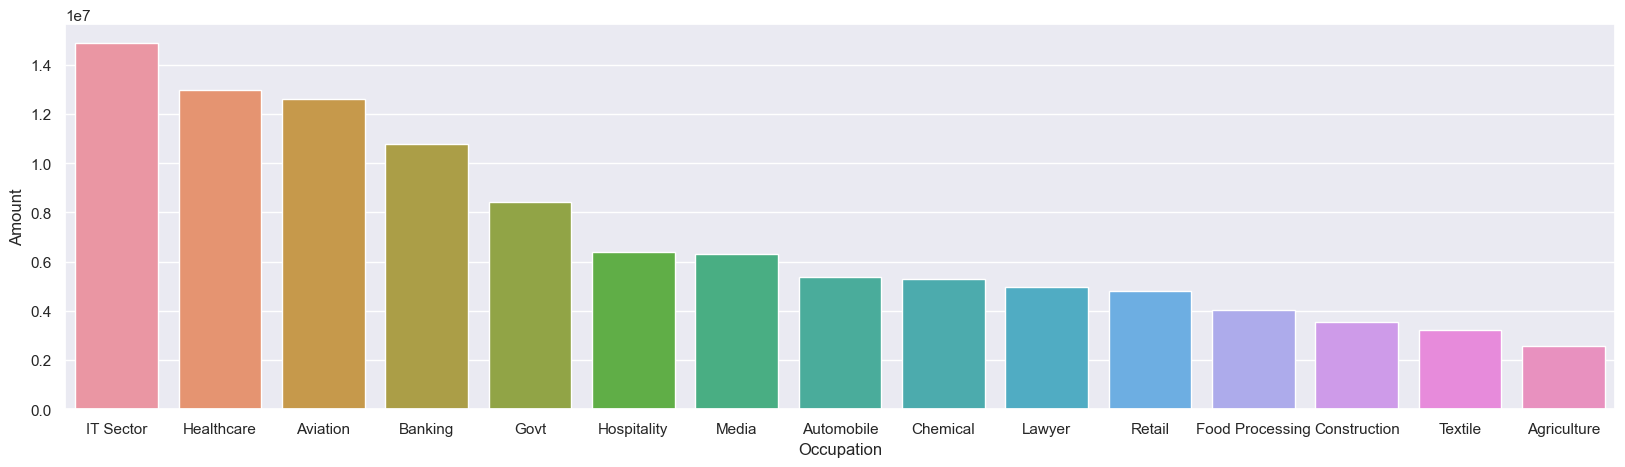 1e7
1.4
1.2
1.0
0.8
0.6
0.4
0.2
0.0
Amount
IT Sector Healthcare Aviation Banking Govt Hospitality Media Automobile Chemical Lawyer Retail Food Processing Construction Textile Agriculture
Occupation